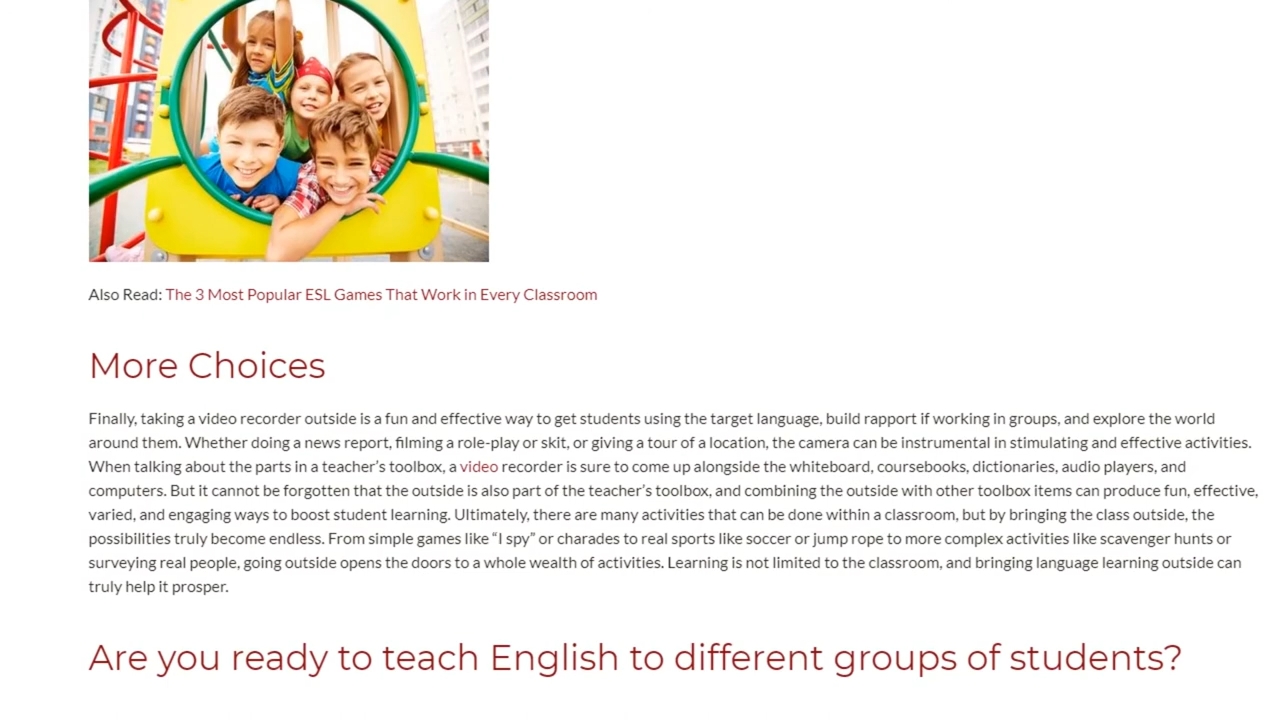 Also Read: The 3 Most Popular ESL Games That Work in Every Classroom
More Choices
Finally, taking a video recorder outside is a fun and effective way to get students using the target language, build rapport if working in groups, and explore the world
around them. Whether doing a news report, filming a role-play or skit, or giving a tour of a location, the camera can be instrumental in stimulating and effective activities.
When talking about the parts in a teacher’s toolbox, a video recorder is sure to come up alongside the whiteboard, coursebooks, dictionaries, audio players, and
computers. But it cannot be forgotten that the outside is also part of the teacher’s toolbox, and combining the outside with other toolbox items can produce fun, effective,
varied, and engaging ways to boost student learning. Ultimately, there are many activities that can be done within a classroom, but by bringing the class outside, the
possibilities truly become endless. From simple games like “I spy” or charades to real sports like soccer or jump rope to more complex activities like scavenger hunts or
surveying real people, going outside opens the doors to a whole wealth of activities. Learning is not limited to the classroom, and bringing language learning outside can
truly help it prosper.
Are you ready to teach English to different groups of students?